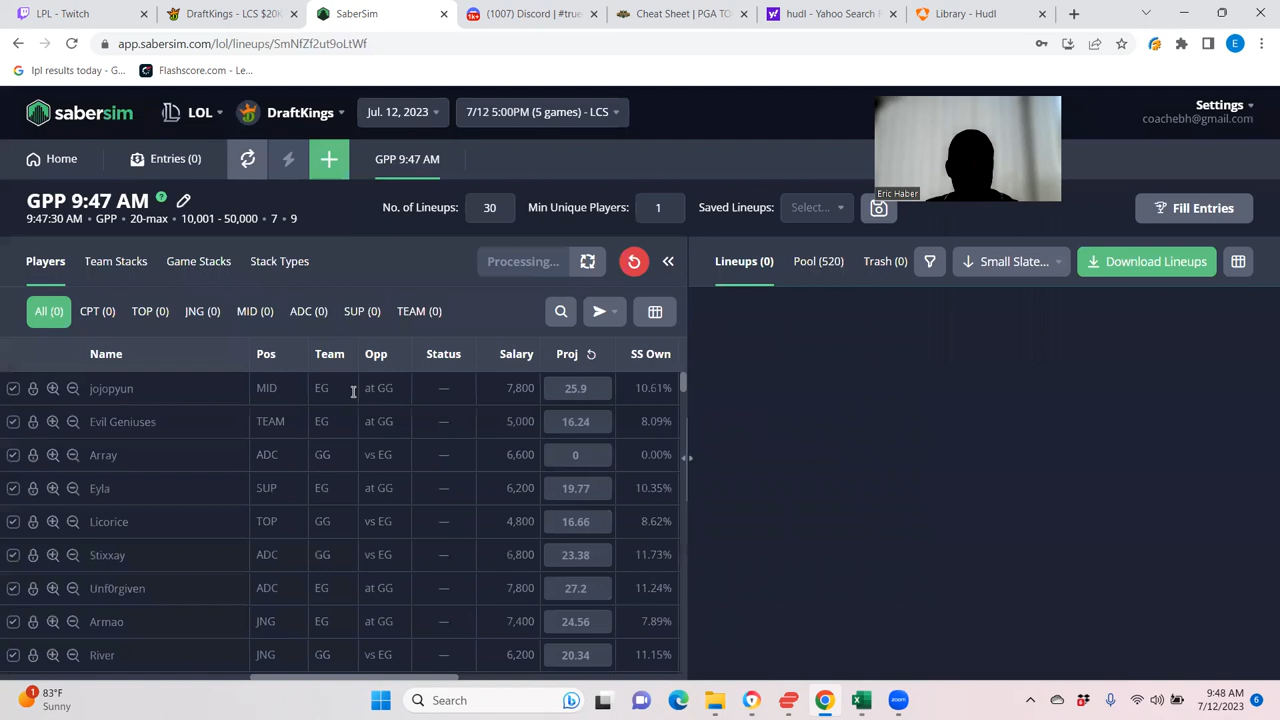 LPL - Twitch
DraftKings - LCS $20K
SaberSim
(1007) Discord | #true
Cheat Sheet | PGA TO
hudl - Yahoo Search
Library - Hudl
app.sabersim.com/lol/lineups/SmNfZf2ut9oLtWf
E
lpl results today - G...
Flashscore.com - Le...
sabersim
LOL
DraftKings
Jul. 12, 2023
7/12 5:00PM (5 games) - LCS
Settings
coachebh@gmail.com
Home
Entries (0)
GPP 9:47 AM
Eric Haber
GPP 9:47 AM
9:47:30 AM • GPP • 20-max • 10,001 - 50,000 • 7 • 9
No. of Lineups: 30
Min Unique Players: 1
Saved Lineups: Select...
Fill Entries
Players Team Stacks Game Stacks Stack Types
Processing...
Lineups (0) Pool (520) Trash (0)
Small Slate...
Download Lineups
All (0) CPT (0) TOP (0) JNG (0) MID (0) ADC (0) SUP (0) TEAM (0)
Name Pos Team Opp Status Salary Proj SS Own
jojopyun MID EG at GG — 7,800 25.9 10.61%
Evil Geniuses TEAM EG at GG — 5,000 16.24 8.09%
Array ADC GG vs EG — 6,600 0 0.00%
Eyla SUP EG at GG — 6,200 19.77 10.35%
Licorice TOP GG vs EG — 4,800 16.66 8.62%
Stixxay ADC GG vs EG — 6,800 23.38 11.73%
Unf0rgiven ADC EG at GG — 7,800 27.2 11.24%
Armao JNG EG at GG — 7,400 24.56 7.89%
River JNG GG vs EG — 6,200 20.34 11.15%
1
83°F
Sunny
Search
9:48 AM
7/12/2023
6